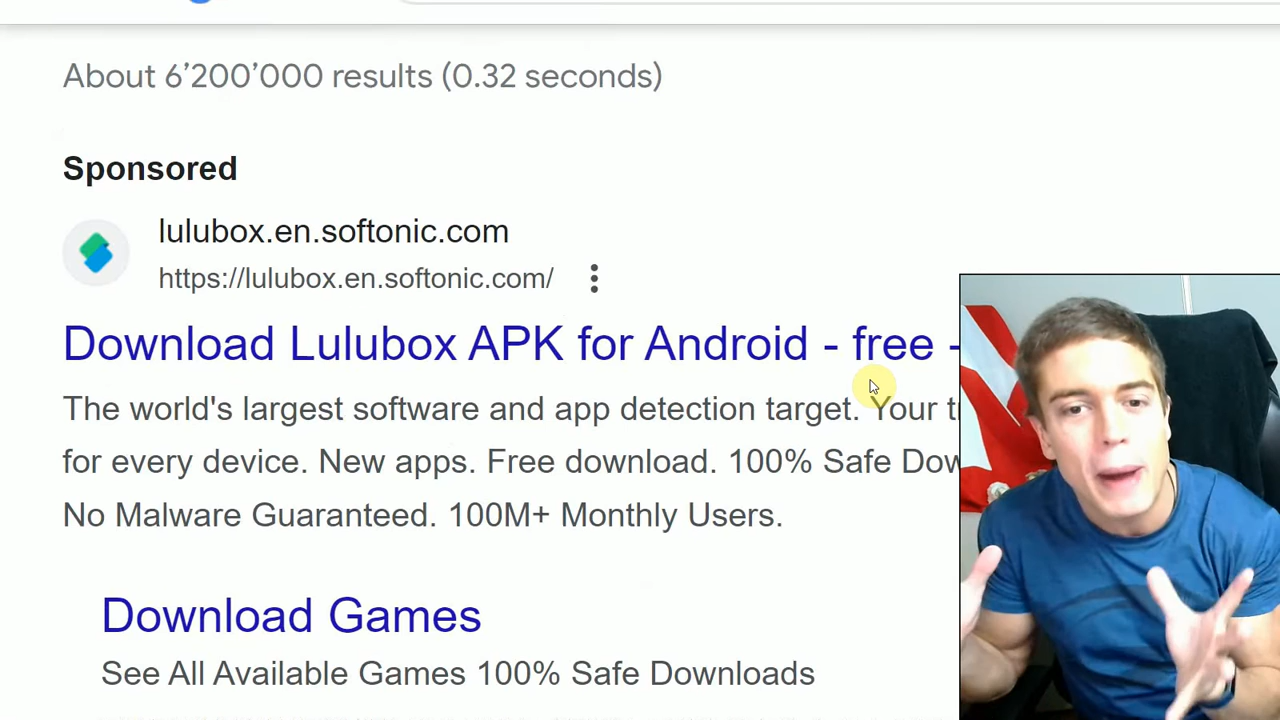 About 6’200’000 results (0.32 seconds)
Sponsored
lulubox.en.softonic.com
https://lulubox.en.softonic.com/
Download Lulubox APK for Android - free -
The world's largest software and app detection target. Your
for every device. New apps. Free download. 100% Safe
No Malware Guaranteed. 100M+ Monthly Users.
Download Games
See All Available Games 100% Safe Downloads